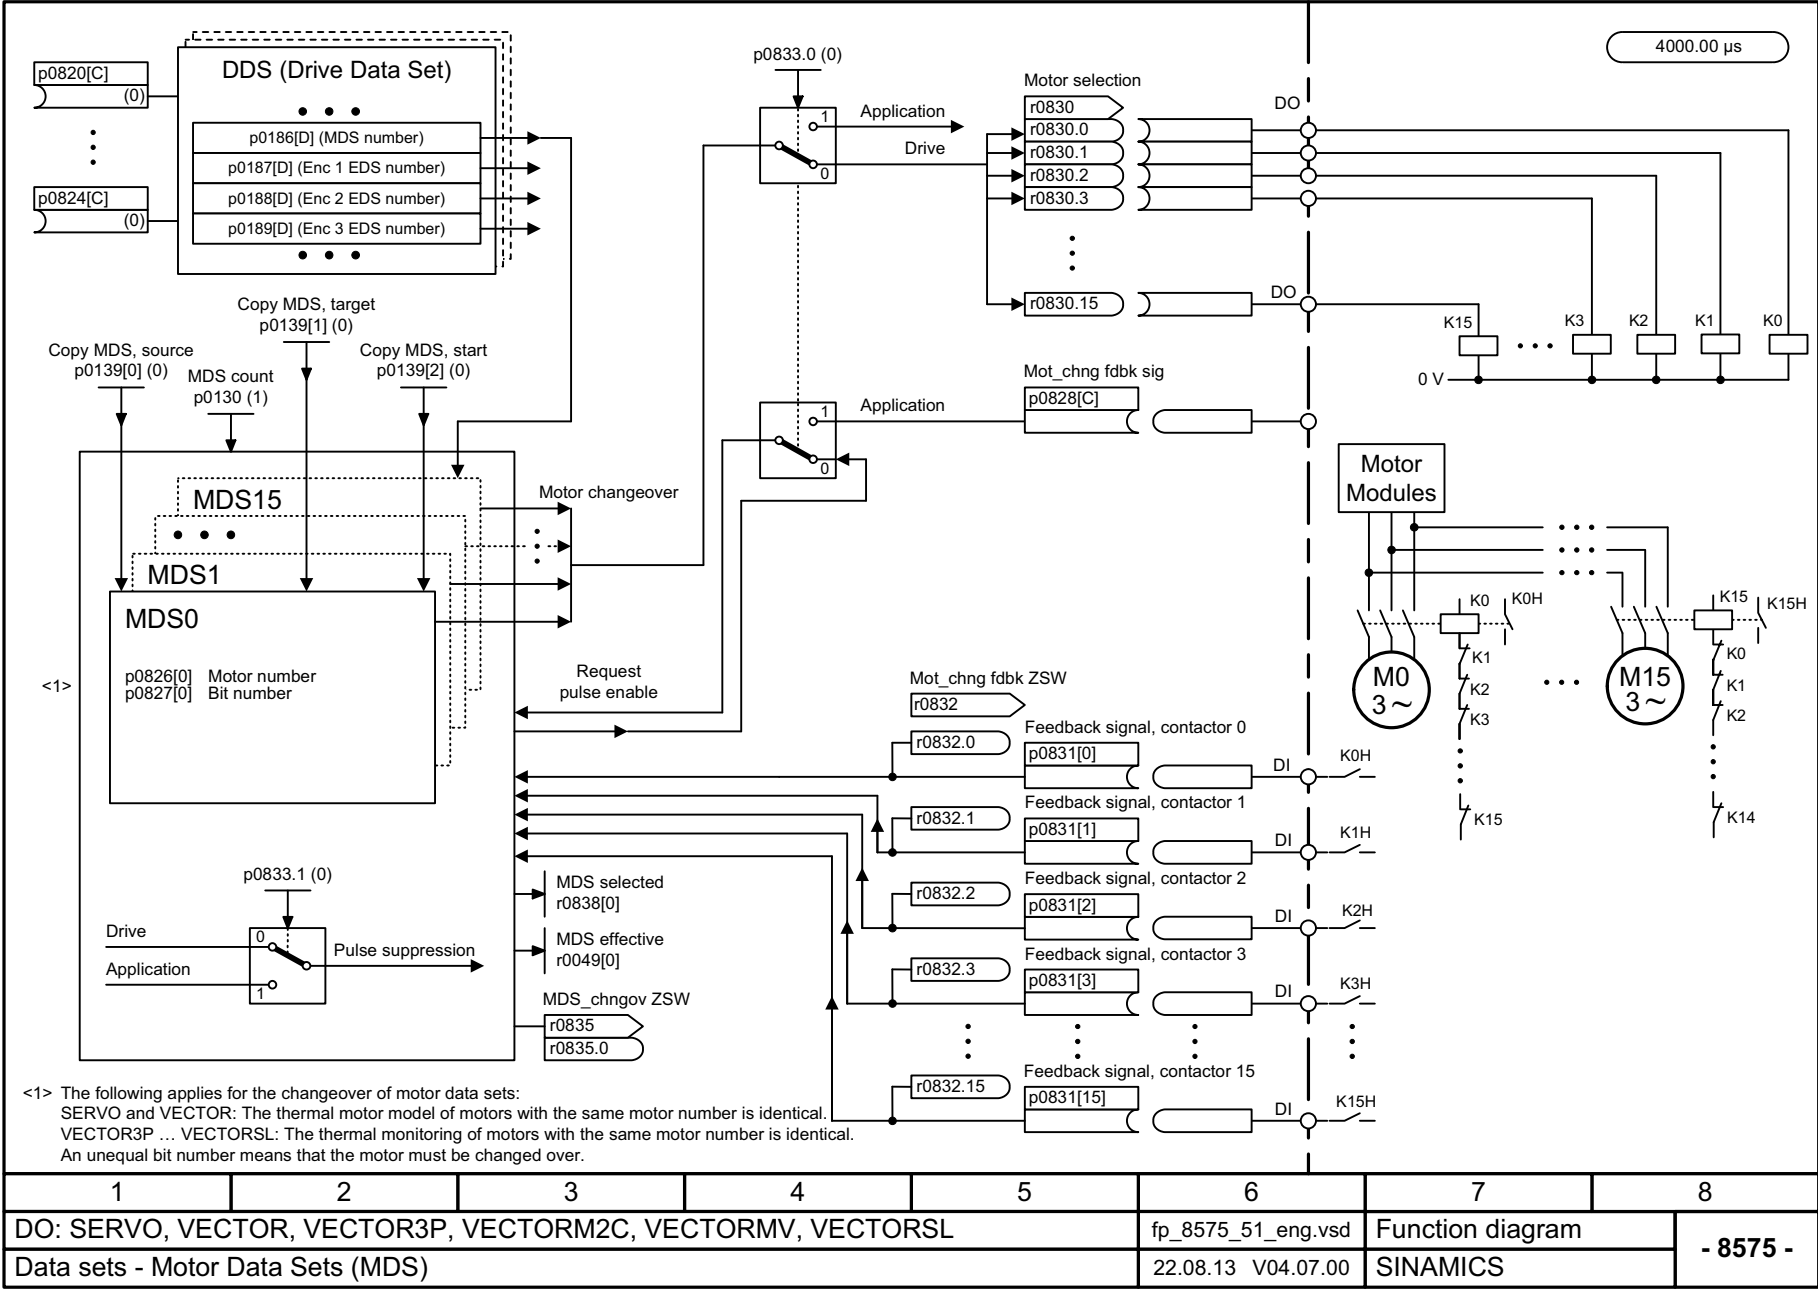 4000.00 µs
p0820[C]
(0)
p0824[C]
(0)
DDS (Drive Data Set)
p0186[D] (MDS number)
p0187[D] (Enc 1 EDS number)
p0188[D] (Enc 2 EDS number)
p0189[D] (Enc 3 EDS number)
p0833.0 (0)
1
0
Application
Drive
Motor selection
r0830
r0830.0
r0830.1
r0830.2
r0830.3
r0830.15
DO
DO
K15
K3
K2
K1
K0
0 V
Copy MDS, target
p0139[1] (0)
Copy MDS, source
p0139[0] (0)
MDS count
p0130 (1)
Copy MDS, start
p0139[2] (0)
1
0
Application
Mot_chng fdbk sig
p0828[C]
MDS15
MDS1
MDS0
p0826[0] Motor number
p0827[0] Bit number
<1>
Motor changeover
Request
pulse enable
Motor
Modules
K0
K0H
K1
K2
K3
K15
M0
3 ~
M15
3 ~
K15
K15H
K0
K1
K2
K14
Mot_chng fdbk ZSW
r0832
r0832.0
Feedback signal, contactor 0
p0831[0]
DI
K0H
r0832.1
Feedback signal, contactor 1
p0831[1]
DI
K1H
r0832.2
Feedback signal, contactor 2
p0831[2]
DI
K2H
r0832.3
Feedback signal, contactor 3
p0831[3]
DI
K3H
r0832.15
Feedback signal, contactor 15
p0831[15]
DI
K15H
p0833.1 (0)
Drive
Application
0
1
Pulse suppression
MDS selected
r0838[0]
MDS effective
r0049[0]
MDS_chngov ZSW
r0835
r0835.0
<1> The following applies for the changeover of motor data sets:
SERVO and VECTOR: The thermal motor model of motors with the same motor number is identical.
VECTOR3P … VECTORSL: The thermal monitoring of motors with the same motor number is identical.
An unequal bit number means that the motor must be changed over.
1 2 3 4 5 6 7 8
DO: SERVO, VECTOR, VECTOR3P, VECTORM2C, VECTORMV, VECTORSL
fp_8575_51_eng.vsd
Function diagram
- 8575 -
Data sets - Motor Data Sets (MDS)
22.08.13 V04.07.00
SINAMICS